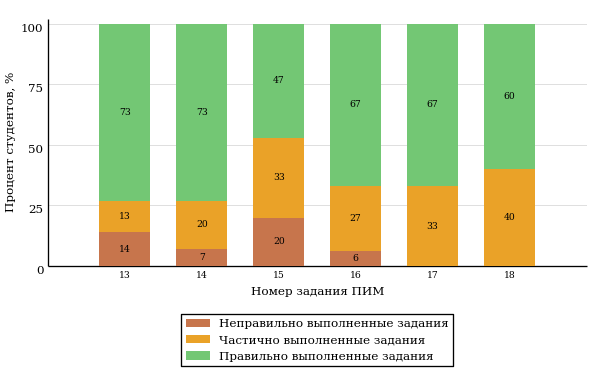 Процент студентов, %
100
75
50
25
0
73 73 47 67 67 60
13 20 33 27 33 40
14 7 20 6
13 14 15 16 17 18
Номер задания ПИМ
Неправильно выполненные задания
Частично выполненные задания
Правильно выполненные задания